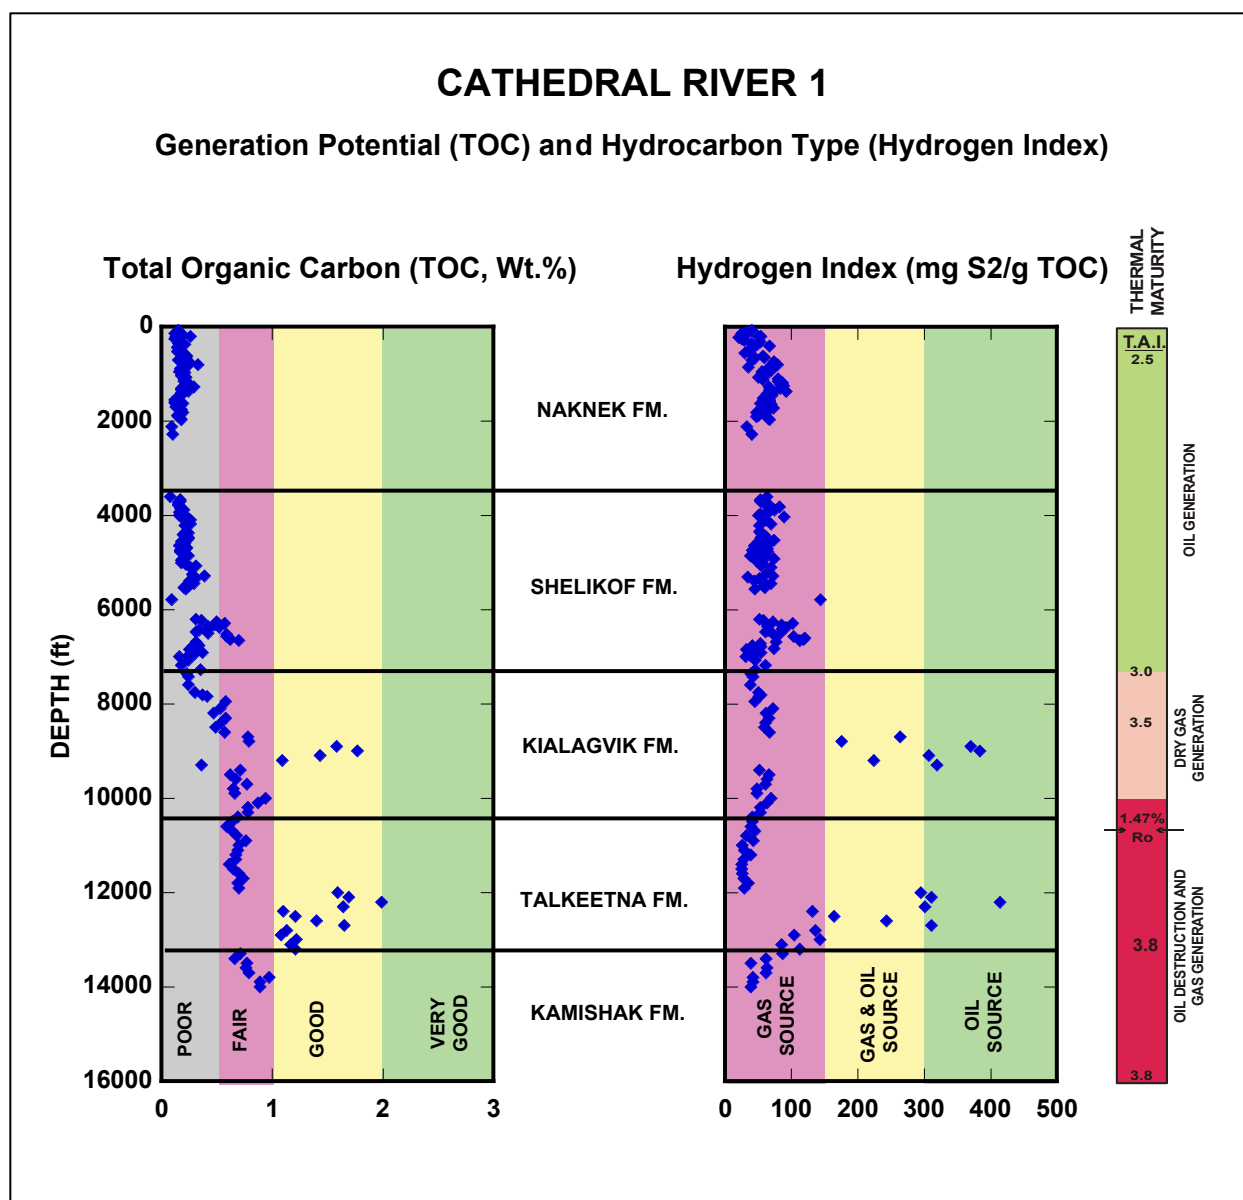 CATHEDRAL RIVER 1
Generation Potential (TOC) and Hydrocarbon Type (Hydrogen Index)
Total Organic Carbon (TOC, Wt.%)
Hydrogen Index (mg S2/g TOC)
THERMAL
MATURITY
DEPTH (ft)
0
2000
4000
6000
8000
10000
12000
14000
16000
0
1
2
3
POOR
FAIR
GOOD
VERY
GOOD
NAKNEK FM.
SHELIKOF FM.
KIALAGVIK FM.
TALKEETNA FM.
KAMISHAK FM.
GAS
SOURCE
GAS & OIL
SOURCE
OIL
SOURCE
0
100
200
300
400
500
T.A.I.
2.5
3.0
3.5
1.47%
Ro
3.8
3.8
OIL GENERATION
DRY GAS
GENERATION
OIL DESTRUCTION AND
GAS GENERATION